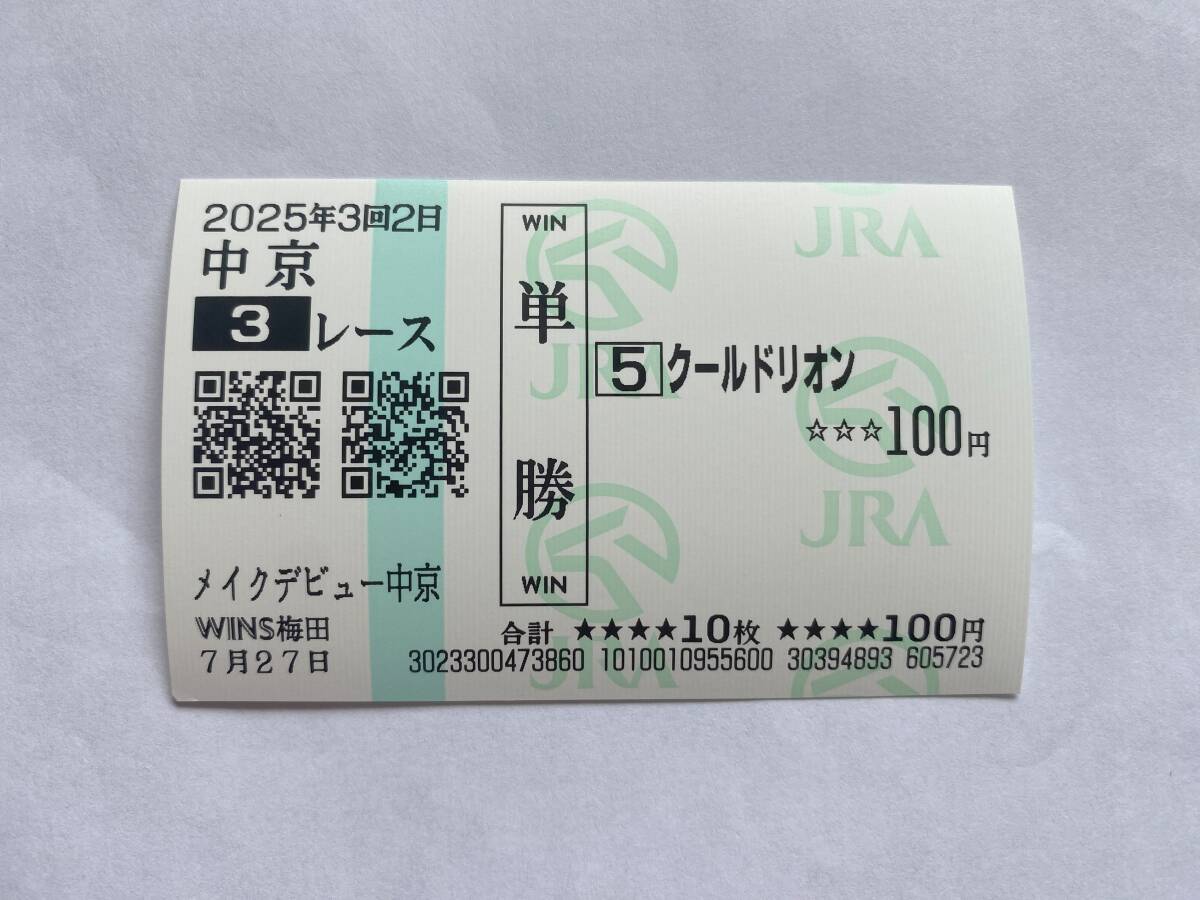 2025年3回2日
中京
3レース
メイクデビュー中京
WINS梅田
7月27日
WIN
単勝
WIN
5 クールドリオン
☆☆☆100円
合計 ★★★★10枚 ★★★★100円
3023300473860 1010010955600 30394893 605723
JRA
JRA
JRA
JRA